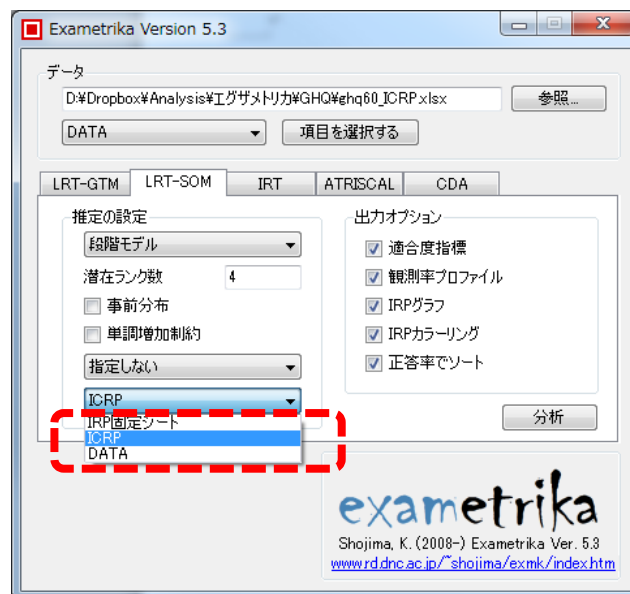 Exametrika Version 5.3
データ
D:¥Dropbox¥Analysis¥エグザメトリカ¥GHQ¥ghq60_ICRP.xlsx
参照...
DATA
項目を選択する
LRT-GTM
LRT-SOM
IRT
ATRISCAL
CDA
推定の設定
段階モデル
潜在ランク数
4
事前分布
単調増加制約
指定しない
ICRP
IRP固定シート
ICRP
DATA
出力オプション
適合度指標
観測率プロファイル
IRPグラフ
IRPカラーリング
正答率でソート
分析
exametrika
Shojima, K. (2008-) Exametrika Ver. 5.3
www.rd.dnc.ac.jp/~shojima/exmk/index.htm